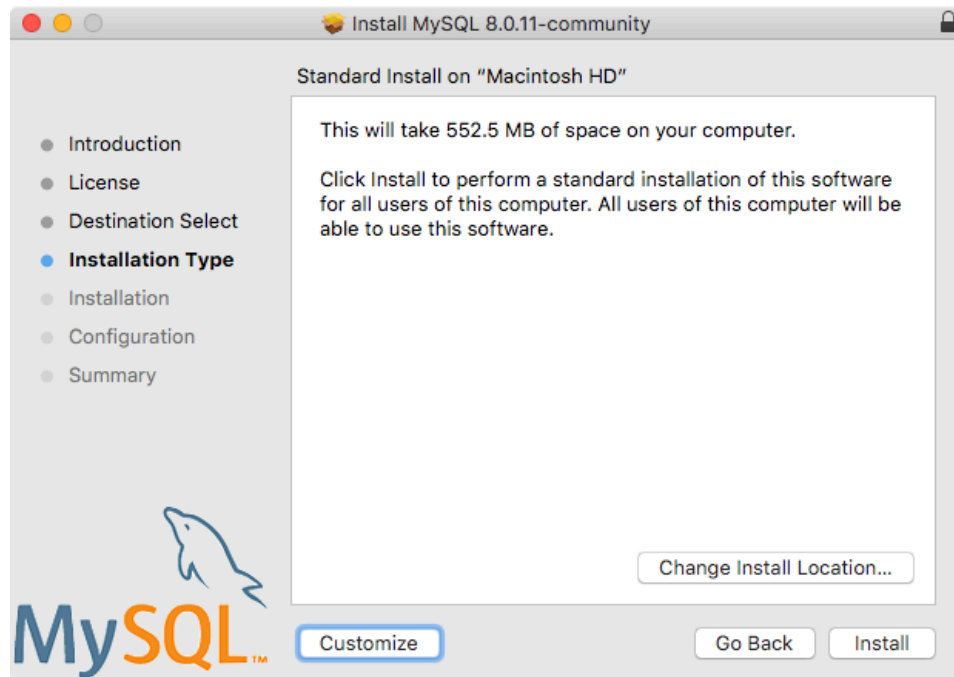 Install MySQL 8.0.11-community
Standard Install on “Macintosh HD”
Introduction
License
Destination Select
Installation Type
Installation
Configuration
Summary
This will take 552.5 MB of space on your computer.
Click Install to perform a standard installation of this software
for all users of this computer. All users of this computer will be
able to use this software.
Change Install Location...
MySQL™
Customize
Go Back
Install